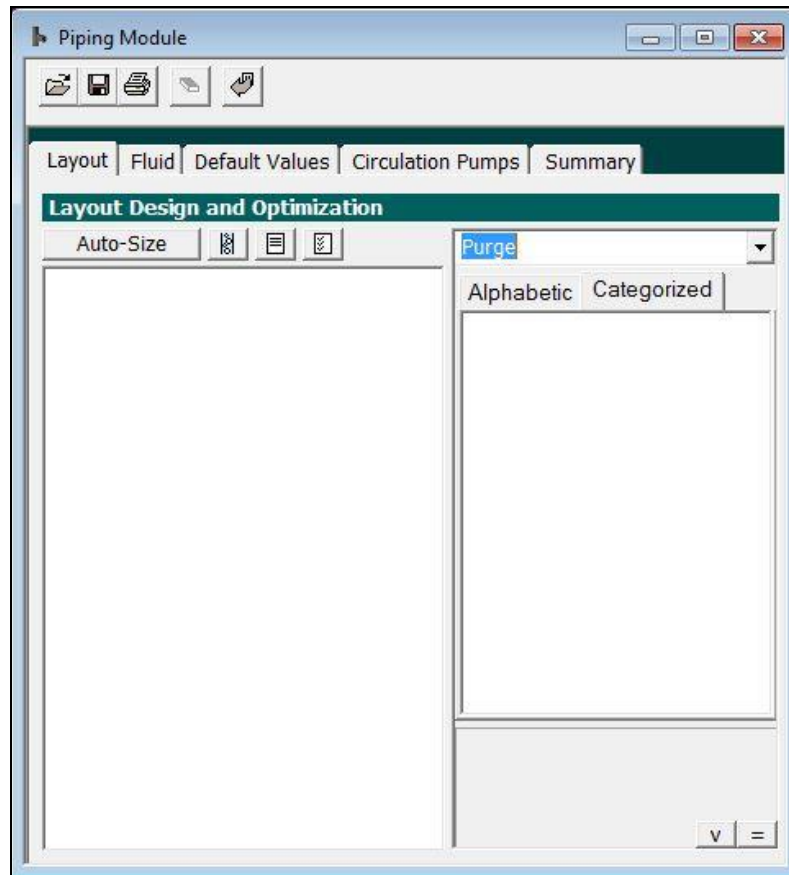 Piping Module
Layout Fluid Default Values Circulation Pumps Summary
Layout Design and Optimization
Auto-Size
Purge
Alphabetic Categorized
v =